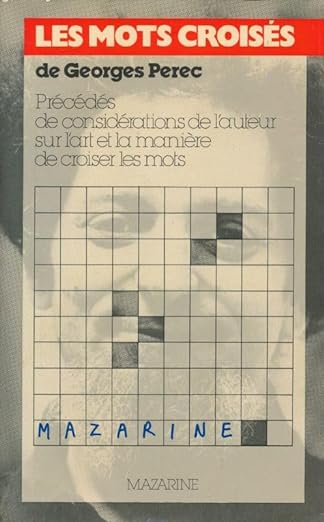 LES MOTS CROISÉS
de Georges Perec
Précédés
de considérations de l'auteur
sur l'art et la manière
de croiser les mots
MAZARINE
MAZARINE